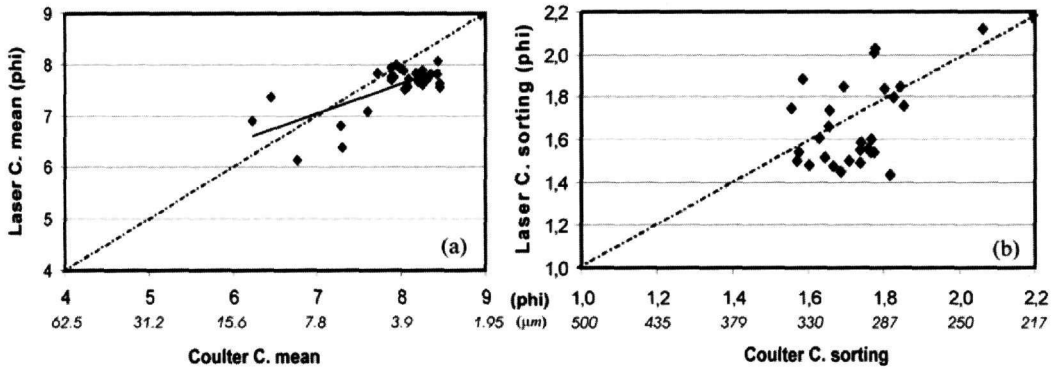 9
8
7
6
5
4
Laser C. mean (phi)
(a)
4 5 6 7 8 9 (phi)
62.5 31.2 15.6 7.8 3.9 1.95 (μm)
Coulter C. mean
2,2
2,0
1,8
1,6
1,4
1,2
1,0
Laser C. sorting (phi)
(b)
1,0 1,2 1,4 1,6 1,8 2,0 2,2
500 435 379 330 287 250 217
Coulter C. sorting